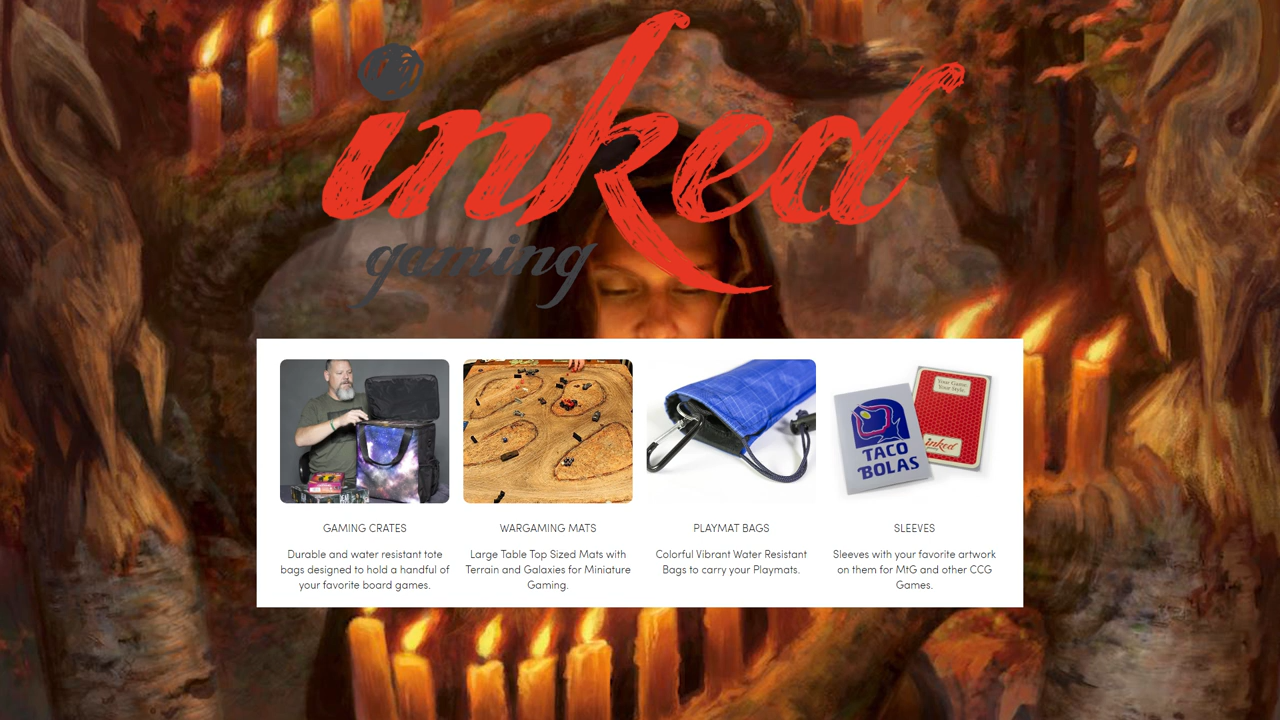 inked
gaming
Your Game.
Your Style.
inked
TACO
BOLAS
GAMING CRATES
WARGAMING MATS
PLAYMAT BAGS
SLEEVES
Durable and water resistant tote
bags designed to hold a handful of
your favorite board games.
Large Table Top Sized Mats with
Terrain and Galaxies for Miniature
Gaming.
Colorful Vibrant Water Resistant
Bags to carry your Playmats.
Sleeves with your favorite artwork
on them for MtG and other CCG
Games.